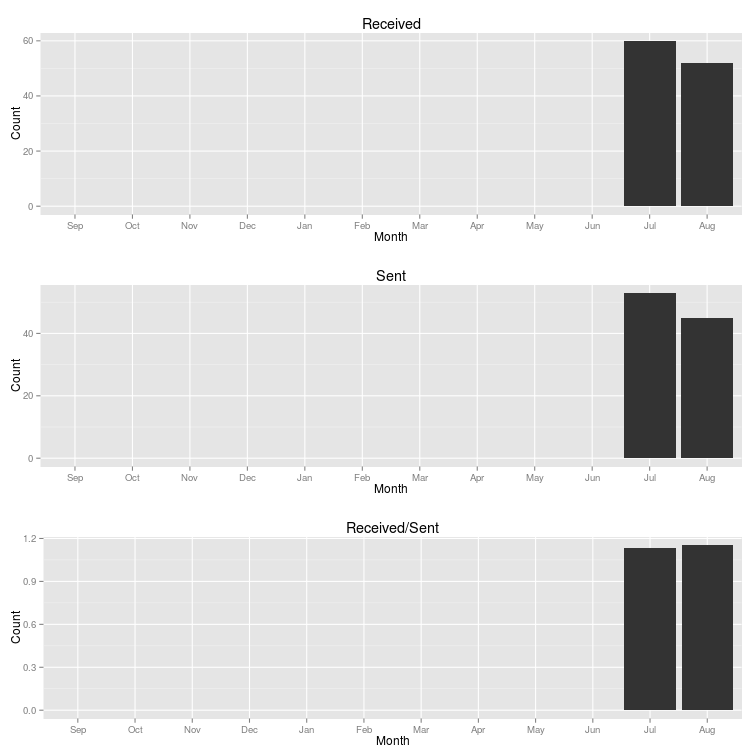 Received
60
40
20
0
Count
Sep Oct Nov Dec Jan Feb Mar Apr May Jun Jul Aug
Month
Sent
40
20
0
Count
Sep Oct Nov Dec Jan Feb Mar Apr May Jun Jul Aug
Month
Received/Sent
1.2
0.9
0.6
0.3
0.0
Count
Sep Oct Nov Dec Jan Feb Mar Apr May Jun Jul Aug
Month